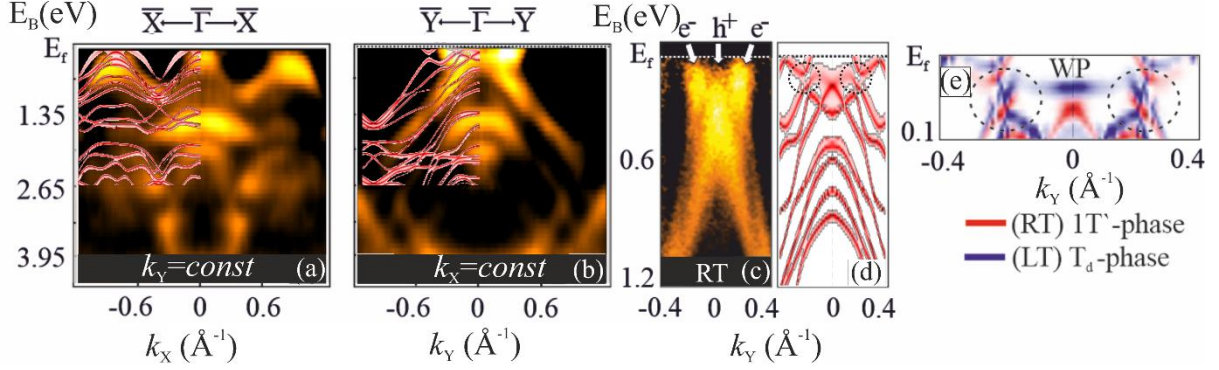 E_B(eV)
X̅←Γ̅→X̅
E_f
1.35
2.65
3.95
k_Y=const
(a)
-0.6 0 0.6
k_X (Å⁻¹)
Y̅←Γ̅→Y̅
k_X=const
(b)
-0.6 0 0.6
k_Y (Å⁻¹)
E_B(eV)
e⁻ h⁺ e⁻
E_f
0.6
1.2
RT
(c)
(d)
-0.4 0 0.4 -0.4 0 0.4
k_Y (Å⁻¹)
E_f
(e)
WP
0.1
-0.4 0 0.4
k_Y (Å⁻¹)
(RT) 1T`-phase
(LT) T_d-phase